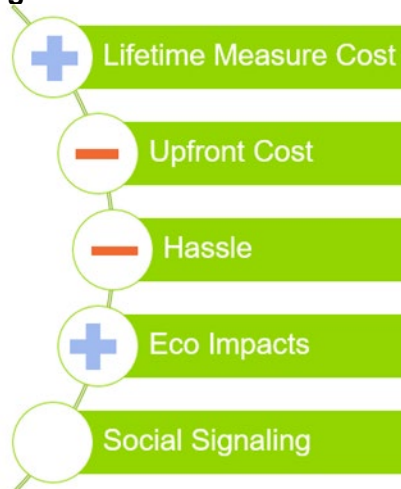 Lifetime Measure Cost
Upfront Cost
Hassle
Eco Impacts
Social Signaling